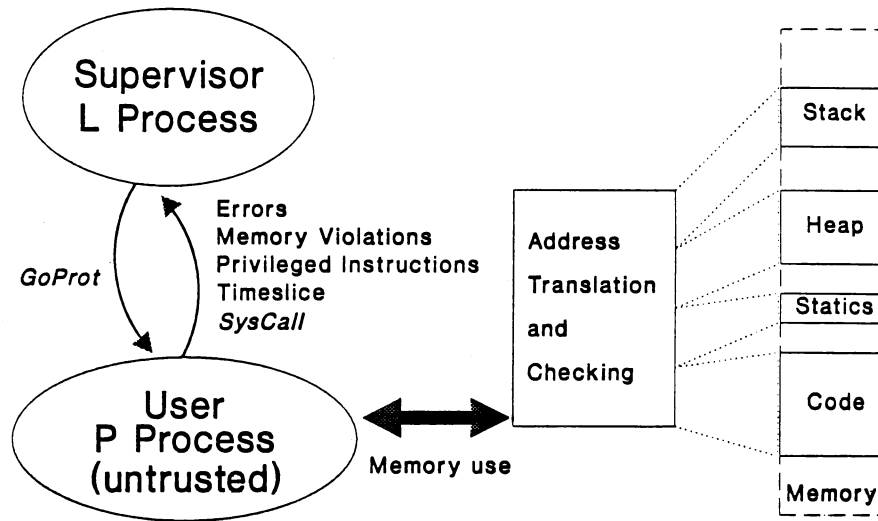 Supervisor
L Process
GoProt
Errors
Memory Violations
Privileged Instructions
Timeslice
SysCall
User
P Process
(untrusted)
Memory use
Address
Translation
and
Checking
Stack
Heap
Statics
Code
Memory